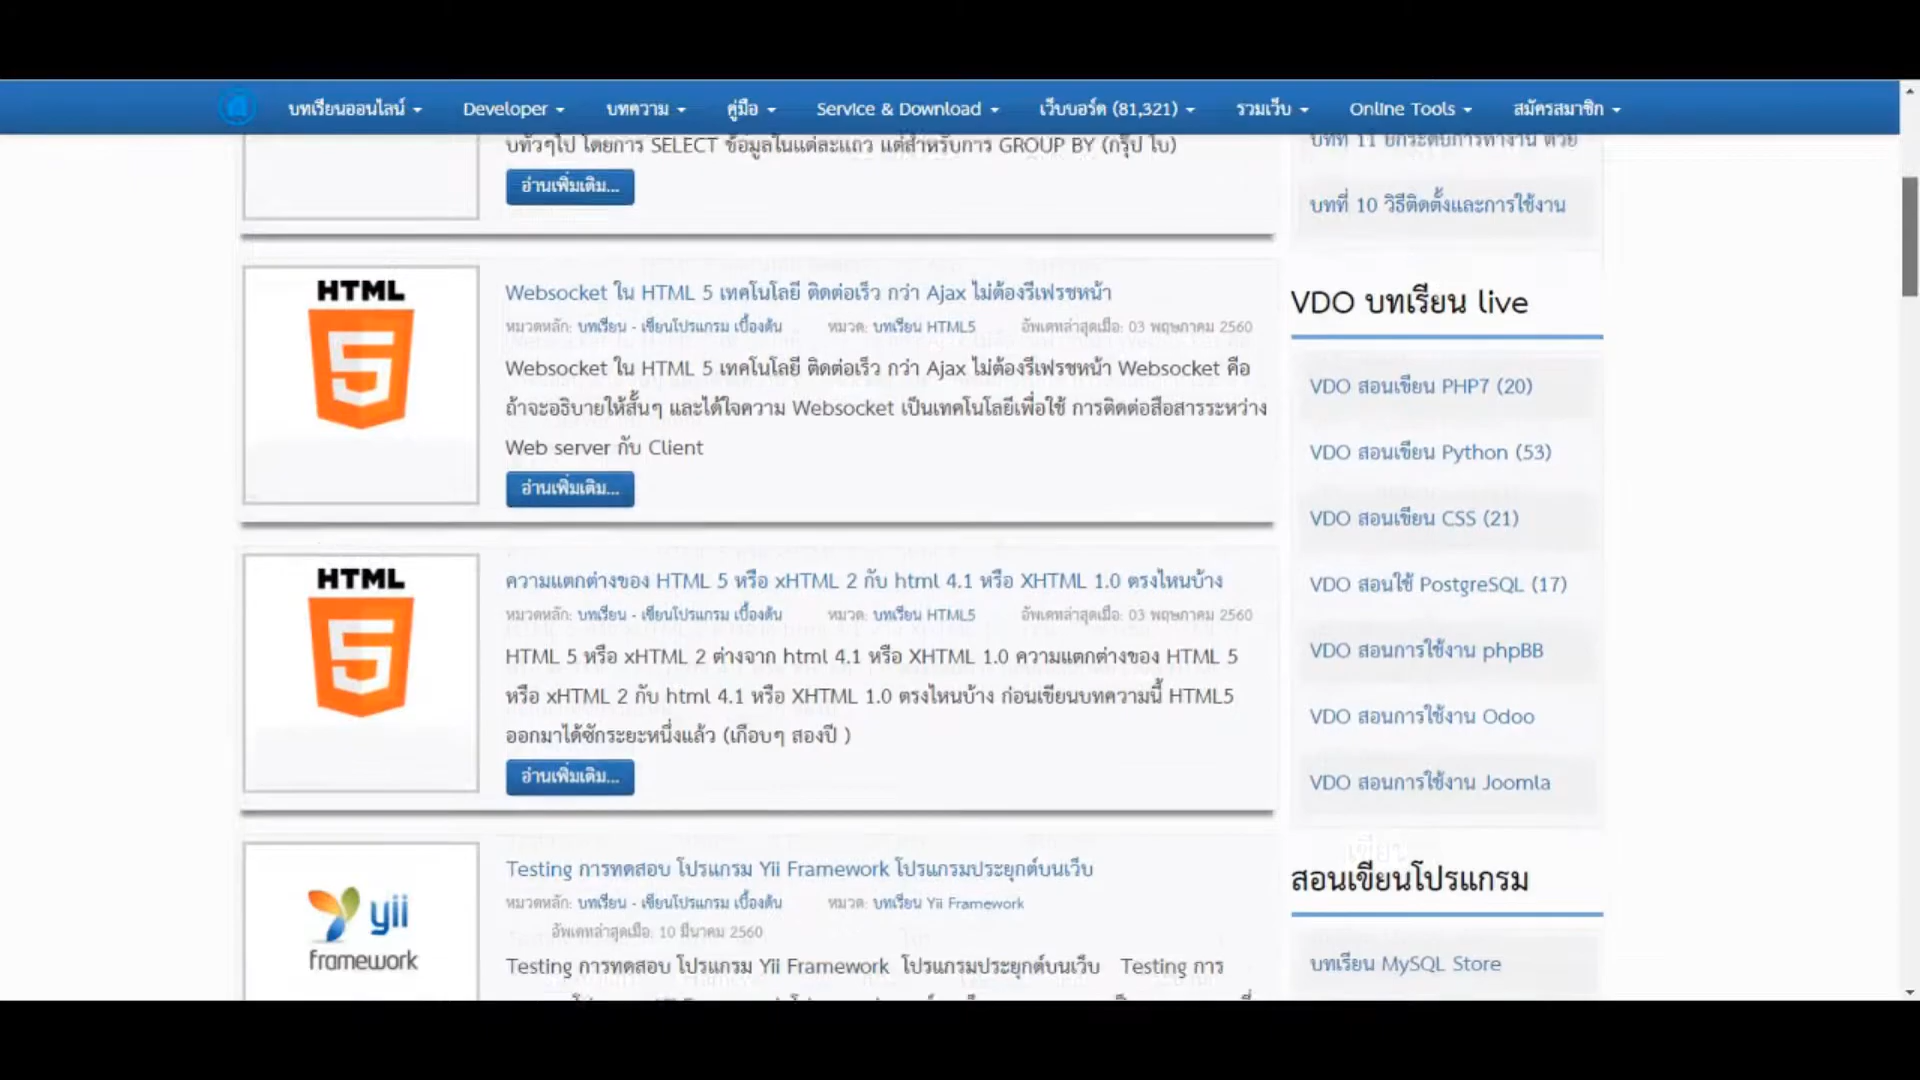 บทเรียนออนไลน์ Developer บทความ คู่มือ Service & Download เว็บบอร์ด (81,321) รวมเว็บ Online Tools สมัครสมาชิก
บทัวๆไป โดยการ SELECT ข้อมูลในแต่ละแถว แต่สำหรับการ GROUP BY (กรุ๊ป ไบ)
อ่านเพิ่มเติม...
HTML
5
Websocket ใน HTML 5 เทคโนโลยี ติดต่อเร็ว กว่า Ajax ไม่ต้องรีเฟรชหน้า
หมวดหลัก: บทเรียน - เขียนโปรแกรม เบื้องต้น หมวด: บทเรียน HTML5 อัพเดทล่าสุดเมื่อ: 03 พฤษภาคม 2560
Websocket ใน HTML 5 เทคโนโลยี ติดต่อเร็ว กว่า Ajax ไม่ต้องรีเฟรชหน้า Websocket คือ
ถ้าจะอธิบายให้สั้นๆ และได้ใจความ Websocket เป็นเทคโนโลยีเพื่อใช้ การติดต่อสือสารระหว่าง
Web server กับ Client
อ่านเพิ่มเติม...
HTML
5
ความแตกต่างของ HTML 5 หรือ xHTML 2 กับ html 4.1 หรือ XHTML 1.0 ตรงไหนบ้าง
หมวดหลัก: บทเรียน - เขียนโปรแกรม เบื้องต้น หมวด: บทเรียน HTML5 อัพเดทล่าสุดเมื่อ: 03 พฤษภาคม 2560
HTML 5 หรือ xHTML 2 ต่างจาก html 4.1 หรือ XHTML 1.0 ความแตกต่างของ HTML 5
หรือ xHTML 2 กับ html 4.1 หรือ XHTML 1.0 ตรงไหนบ้าง ก่อนเขียนบทความนี้ HTML5
ออกมาได้ซักระยะหนึ่งแล้ว (เกือบๆ สองปี )
อ่านเพิ่มเติม...
yii
framework
Testing การทดสอบ โปรแกรม Yii Framework โปรแกรมประยุกต์บนเว็บ
หมวดหลัก: บทเรียน - เขียนโปรแกรม เบื้องต้น หมวด: บทเรียน Yii Framework
อัพเดทล่าสุดเมื่อ: 10 มีนาคม 2560
Testing การทดสอบ โปรแกรม Yii Framework โปรแกรมประยุกต์บนเว็บ Testing การ
บทที่ 11 ยกระดับการทำงาน ด้วย
บทที่ 10 วิธีติดตั้งและการใช้งาน
VDO บทเรียน live
VDO สอนเขียน PHP7 (20)
VDO สอนเขียน Python (53)
VDO สอนเขียน CSS (21)
VDO สอนใช้ PostgreSQL (17)
VDO สอนการใช้งาน phpBB
VDO สอนการใช้งาน Odoo
VDO สอนการใช้งาน Joomla
สอนเขียนโปรแกรม
บทเรียน MySQL Store